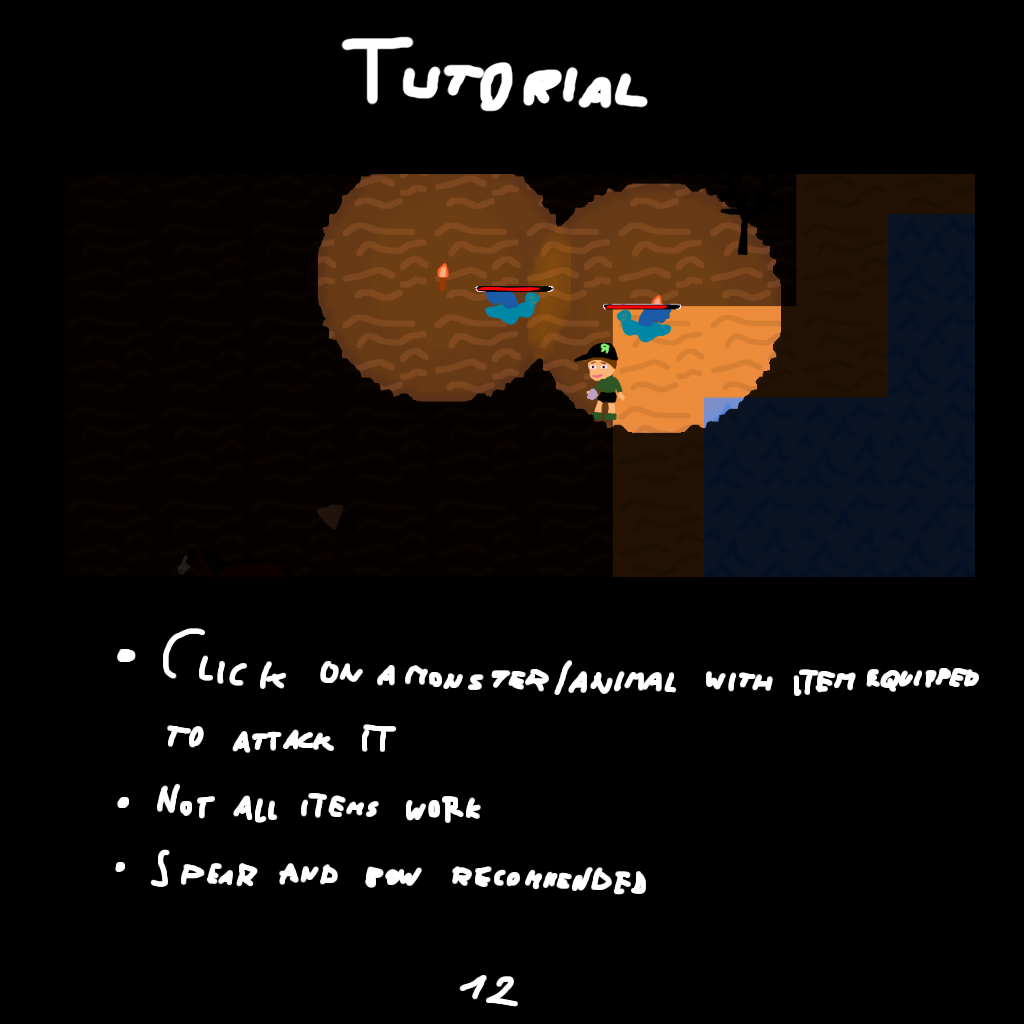 TUTORIAL
• CLICK ON A MONSTER/ANIMAL WITH ITEM EQUIPPED
TO ATTACK IT
• NOT ALL ITEMS WORK
• SPEAR AND BOW RECOMMENDED
12